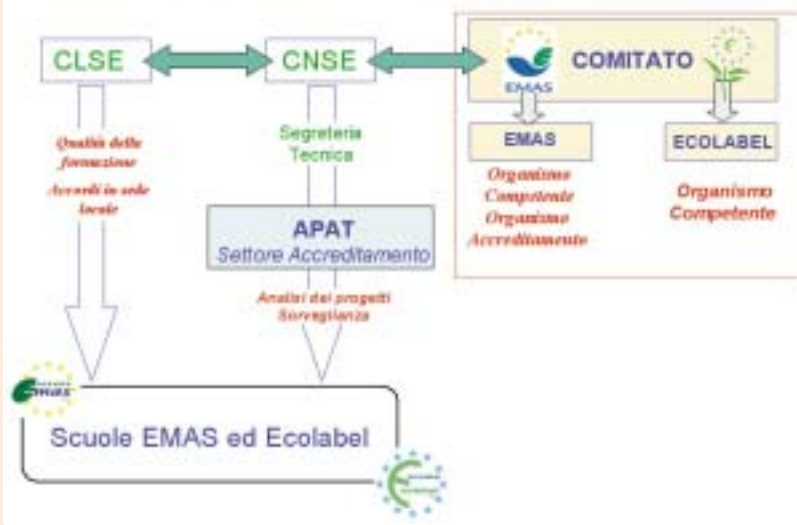 CLSE
CNSE
COMITATO
EMAS
EMAS
ECOLABEL
Qualità della
formazione
Accordi in sede
locale
Segreteria
Tecnica
Organismo
Competente
Organismo
Accreditamento
Organismo
Competente
APAT
Settore Accreditamento
Analisi dei progetti
Sorveglianza
Emas
Scuole EMAS ed Ecolabel